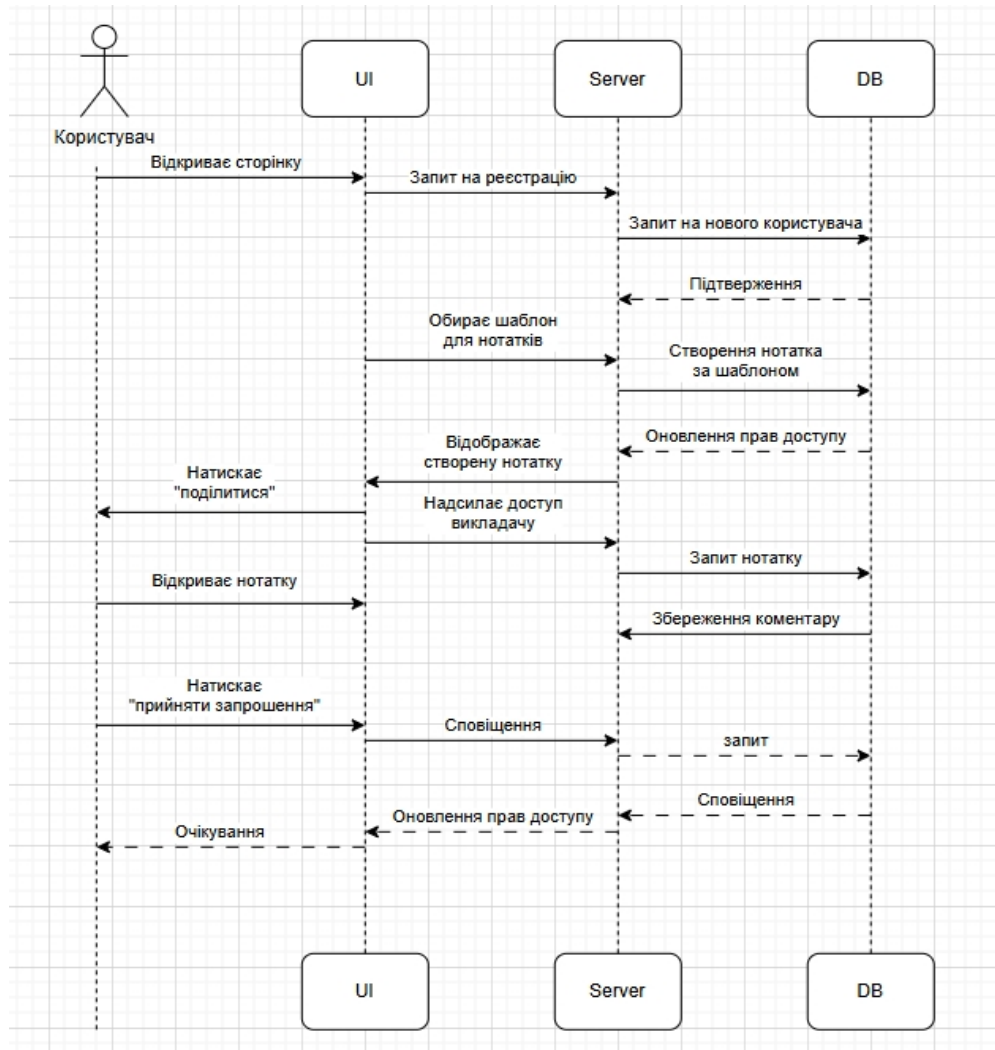 UI
Server
DB
Користувач
Відкриває сторінку
Запит на реєстрацію
Запит на нового користувача
Підтверження
Обирає шаблон
для нотатків
Створення нотатка
за шаблоном
Оновлення прав доступу
Відображає
створену нотатку
Натискає
"поділитися"
Надсилає доступ
викладачу
Запит нотатку
Відкриває нотатку
Збереження коментару
Натискає
"прийняти запрошення"
Сповіщення
запит
Сповіщення
Оновлення прав доступу
Очікування
UI
Server
DB